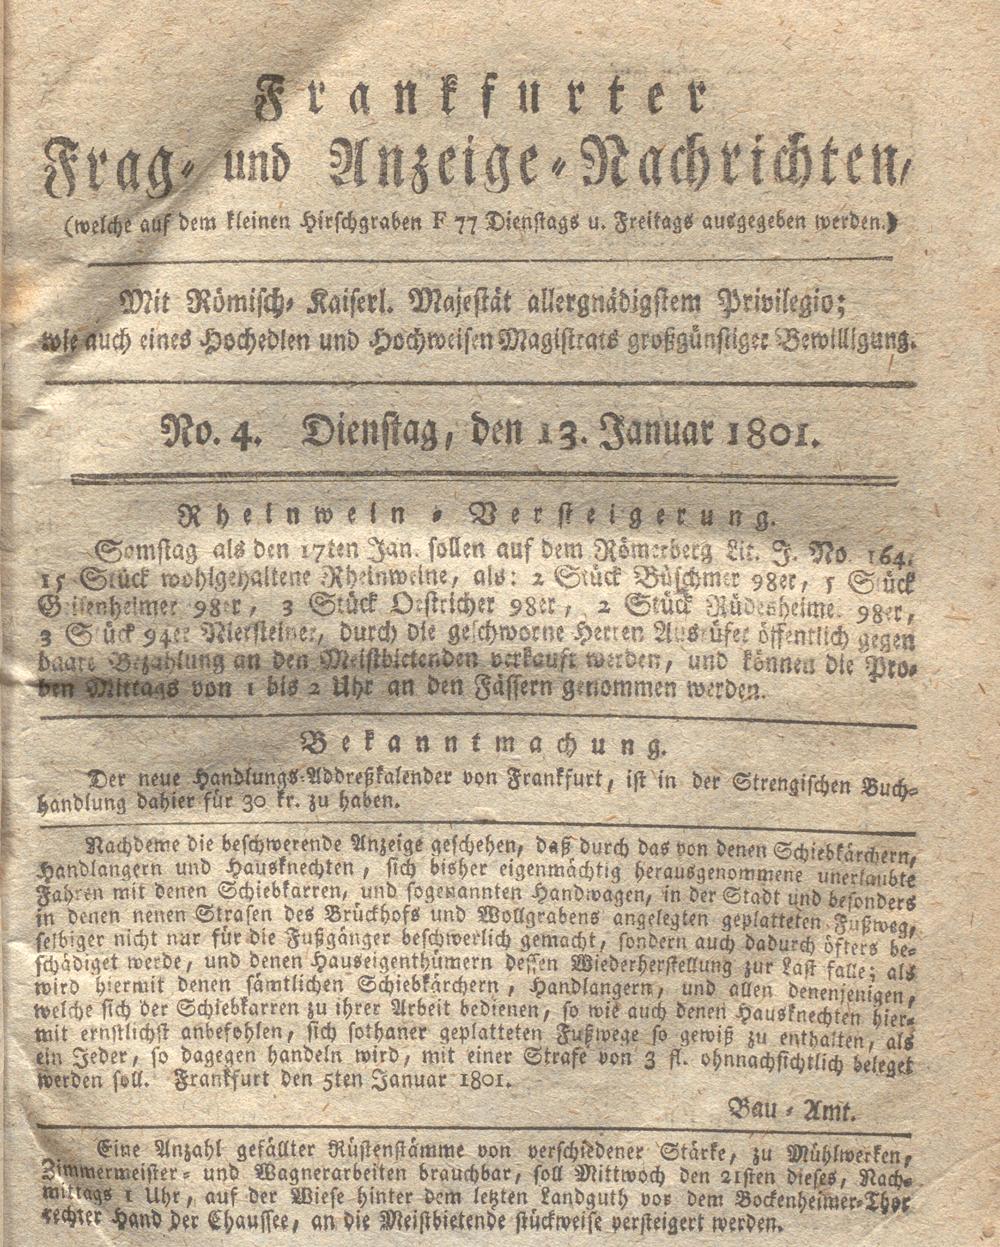 Frankfurter
Frag- und Anzeige-Nachrichten,
(welche auf dem kleinen Hirschgraben F 77 Dienstags u. Freitags ausgegeben werden.)
Mit Römisch- Kaiserl. Majestät allergnädigstem Privilegio;
wie auch eines Hochedlen und Hochweisen Magistrats großgünstiger Bewilligung.
No. 4. Dienstag, den 13. Januar 1801.
Rheinwein - Versteigerung.
Samstag als den 17ten Jan. sollen auf dem Römerberg Lit. J. No. 164.
15 Stück wohlgehaltene Rheinweine, als: 2 Stück Büschmer 98er, 5 Stück
98er, 3 Stück Oestricher 98er, 2 Stück Rüdesheimer 98er,
3 Stück 94er Niersteiner, durch die geschworne Herren Ausrüfer öffentlich gegen
baare Bezahlung an den Meistbietenden verkauft werden, und können die Pro-
ben Mittags von 1 bis 2 Uhr an den Fässern genommen werden.
Bekanntmachung.
Der neue Handlungs-Addreßkalender von Frankfurt, ist in der Strengischen Buch-
handlung dahier für 30 kr. zu haben.
Nachdeme die beschwerende Anzeige geschehen, daß durch das von denen Schiebkärchern,
Handlangern und Hausknechten, sich bisher eigenmächtig herausgenommene unerlaubte
Fahren mit denen Schiebkarren, und sogenannten Handwagen, in der Stadt und besonders
in denen neuen Strasen des Brückhofs und Wollgrabens angelegten geplatteten Fußweg,
selbiger nicht nur für die Fußgänger beschwerlich gemacht, sondern auch dadurch öfters be-
schädiget werde, und denen Hauseigenthümern dessen Wiederherstellung zur Last falle; als
wird hiermit denen sämtlichen Schiebkärchern, Handlangern, und allen denenjenigen,
welche sich der Schiebkarren zu ihrer Arbeit bedienen, so wie auch denen Hausknechten hier-
mit ernstlichst anbefohlen, sich sothaner geplatteten Fußwege so gewiß zu enthalten, als
ein Jeder, so dagegen handeln wird, mit einer Strafe von 3 fl. ohnnachsichtlich beleget
werden soll. Frankfurt den 5ten Januar 1801.
Bau - Amt.
Eine Anzahl gefällter Rüstenstämme von verschiedener Stärke, zu Mühlwerken,
Zimmermeister- und Wagnerarbeiten brauchbar, soll Mittwoch den 21sten dieses, Nach-
mittags 1 Uhr, auf der Wiese hinter dem letzten Landguth vor dem Bockenheimer-Thor
rechter Hand der Chaussee, an die Meistbietende stückweise versteigert werden.